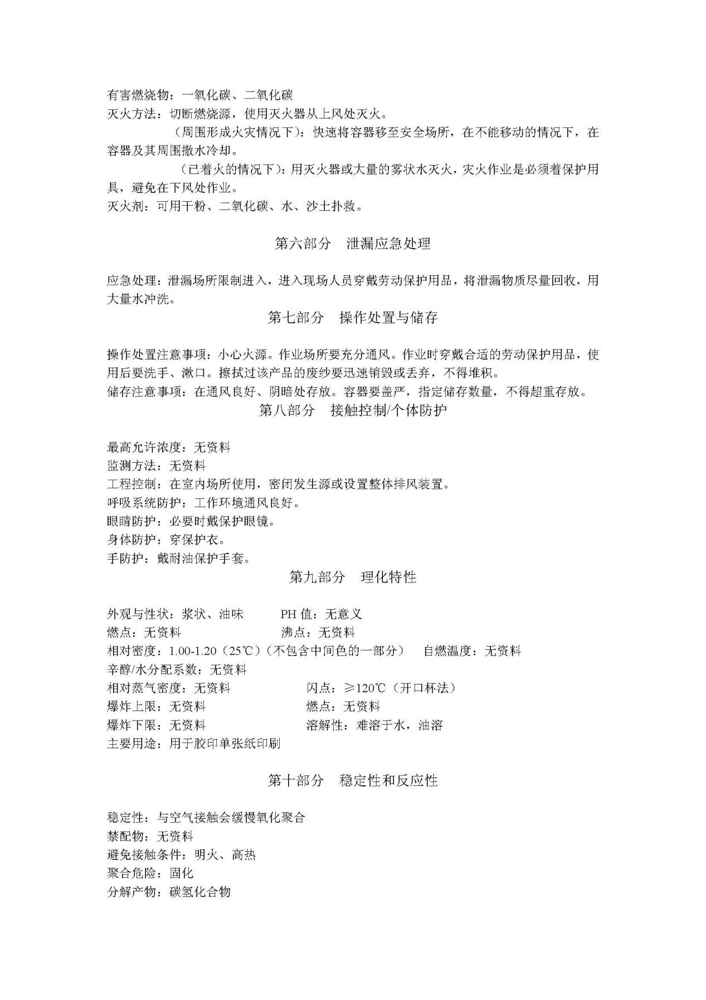 有害燃烧物：一氧化碳、二氧化碳
灭火方法：切断燃烧源，使用灭火器从上风处灭火。
（周围形成火灾情况下）：快速将容器移至安全场所，在不能移动的情况下，在
容器及其周围撒水冷却。
（已着火的情况下）：用灭火器或大量的雾状水灭火，灾火作业是必须着保护用
具，避免在下风处作业。
灭火剂：可用干粉、二氧化碳、水、沙土扑救。
第六部分　泄漏应急处理
应急处理：泄漏场所限制进入，进入现场人员穿戴劳动保护用品，将泄漏物质尽量回收，用
大量水冲洗。
第七部分　操作处置与储存
操作处置注意事项：小心火源。作业场所要充分通风。作业时穿戴合适的劳动保护用品，使
用后要洗手、漱口。擦拭过该产品的废纱要迅速销毁或丢弃，不得堆积。
储存注意事项：在通风良好、阴暗处存放。容器要盖严，指定储存数量，不得超重存放。
第八部分　接触控制/个体防护
最高允许浓度：无资料
监测方法：无资料
工程控制：在室内场所使用，密闭发生源或设置整体排风装置。
呼吸系统防护：工作环境通风良好。
眼睛防护：必要时戴保护眼镜。
身体防护：穿保护衣。
手防护：戴耐油保护手套。
第九部分　理化特性
外观与性状：浆状、油味　　　PH 值：无意义
燃点：无资料　　　　　　　　沸点：无资料
相对密度：1.00-1.20（25℃）（不包含中间色的一部分）　自燃温度：无资料
辛醇/水分配系数：无资料
相对蒸气密度：无资料　　　　　　闪点：≥120℃（开口杯法）
爆炸上限：无资料　　　　　　　　燃点：无资料
爆炸下限：无资料　　　　　　　　溶解性：难溶于水，油溶
主要用途：用于胶印单张纸印刷
第十部分　稳定性和反应性
稳定性：与空气接触会缓慢氧化聚合
禁配物：无资料
避免接触条件：明火、高热
聚合危险：固化
分解产物：碳氢化合物